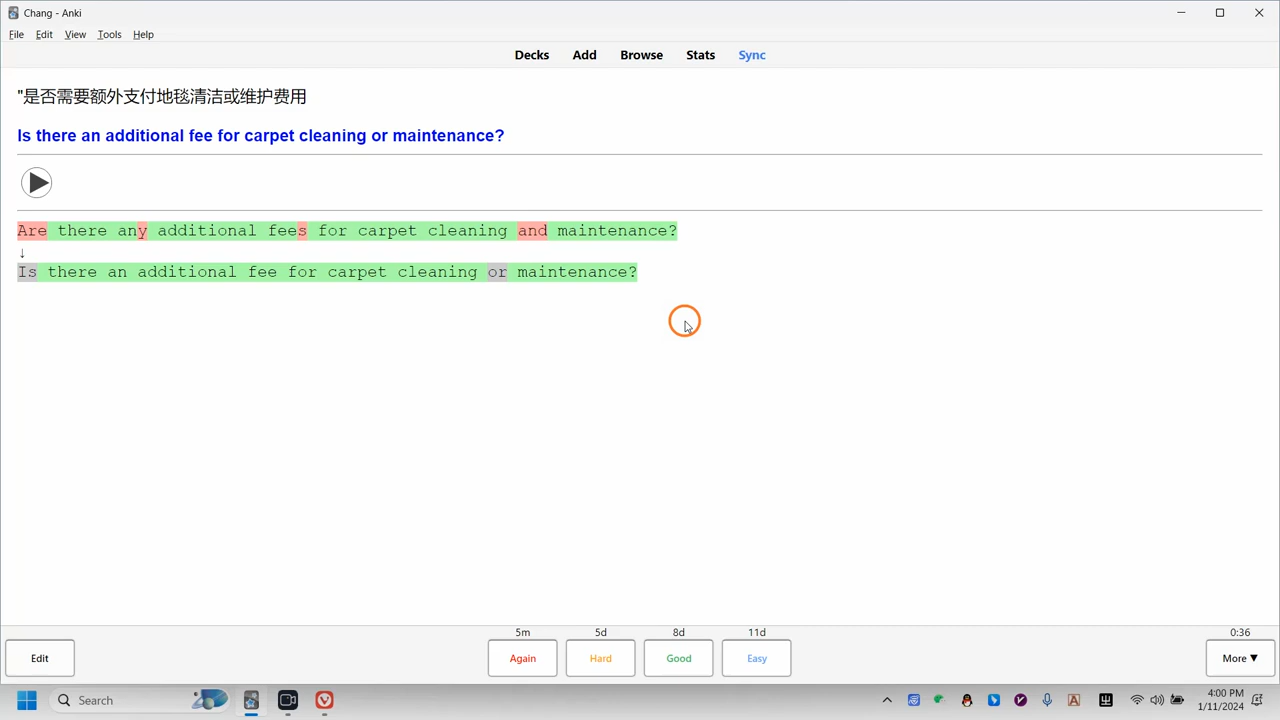 Chang - Anki
File Edit View Tools Help
Decks Add Browse Stats Sync
"是否需要额外支付地毯清洁或维护费用
Is there an additional fee for carpet cleaning or maintenance?
Are there any additional fees for carpet cleaning and maintenance?
↓
Is there an additional fee for carpet cleaning or maintenance?
5m 5d 8d 11d 0:36
Edit Again Hard Good Easy More ▼
Search
4:00 PM
1/11/2024